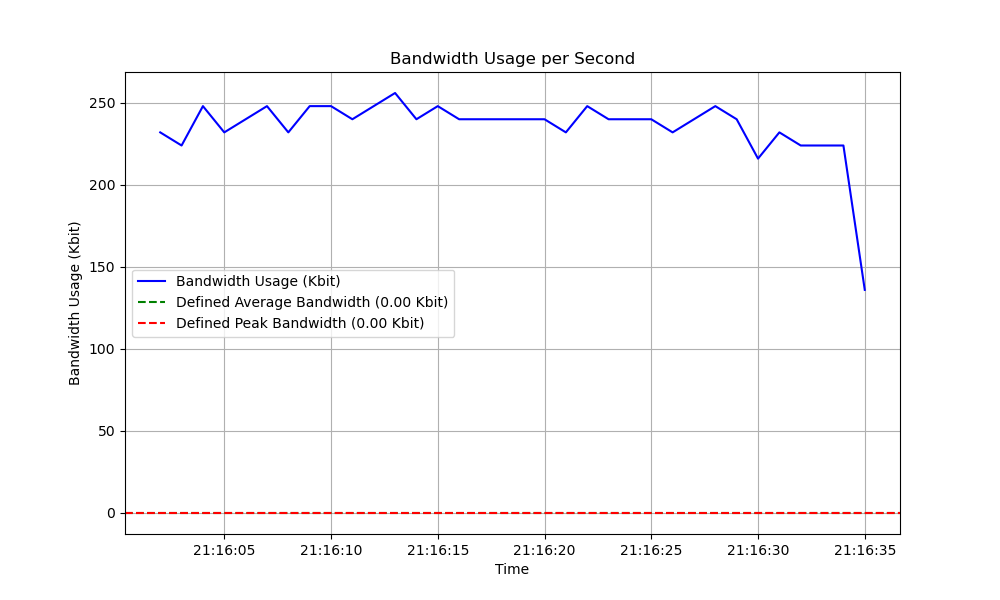 Bandwidth Usage per Second
Bandwidth Usage (Kbit)
250
200
150
100
50
0
Bandwidth Usage (Kbit)
Defined Average Bandwidth (0.00 Kbit)
Defined Peak Bandwidth (0.00 Kbit)
21:16:05 21:16:10 21:16:15 21:16:20 21:16:25 21:16:30 21:16:35
Time